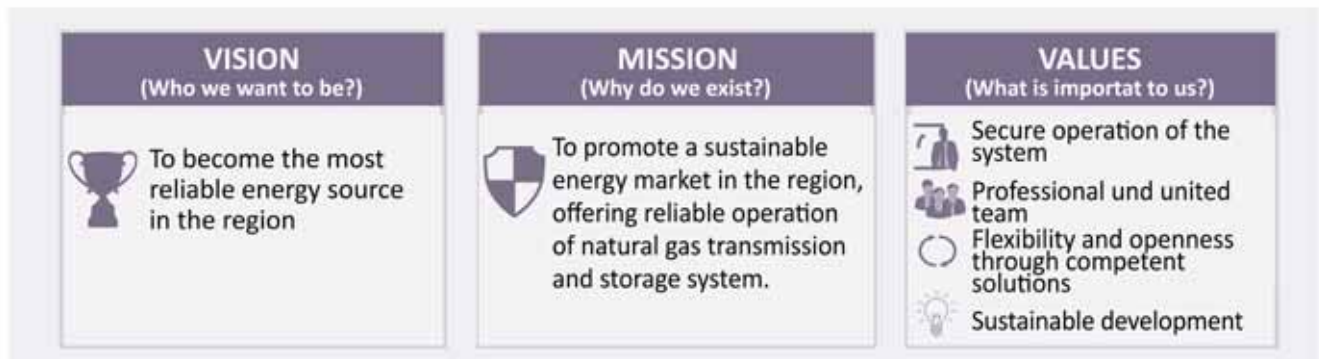 VISION
(Who we want to be?)
To become the most
reliable energy source
in the region
MISSION
(Why do we exist?)
To promote a sustainable
energy market in the region,
offering reliable operation
of natural gas transmission
and storage system.
VALUES
(What is importat to us?)
Secure operation of the
system
Professional und united
team
Flexibility and openness
through competent
solutions
Sustainable development